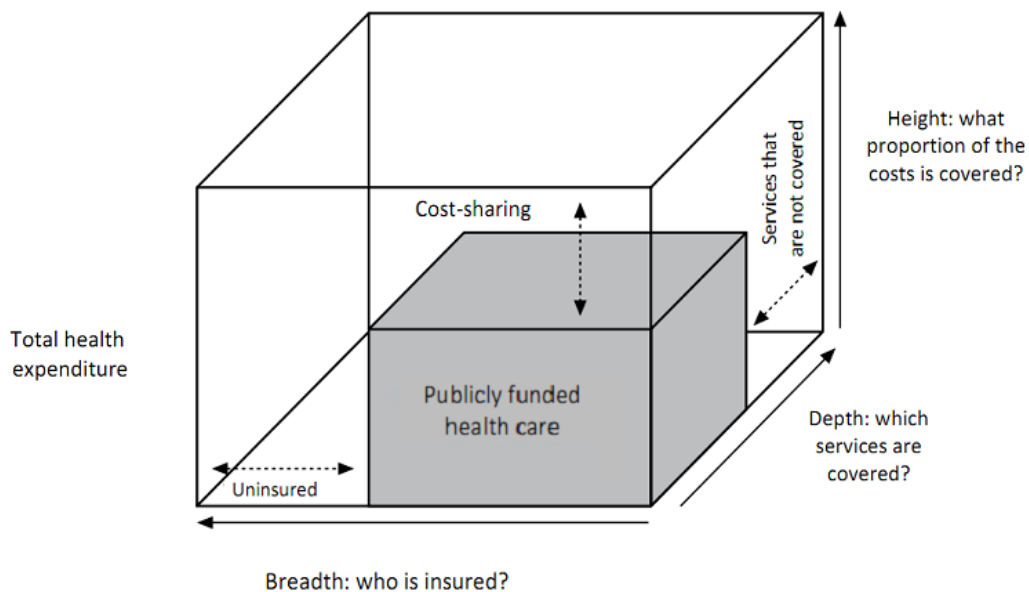 Height: what
proportion of the
costs is covered?
Services that
are not covered
Cost-sharing
Total health
expenditure
Publicly funded
health care
Depth: which
services are
covered?
Uninsured
Breadth: who is insured?